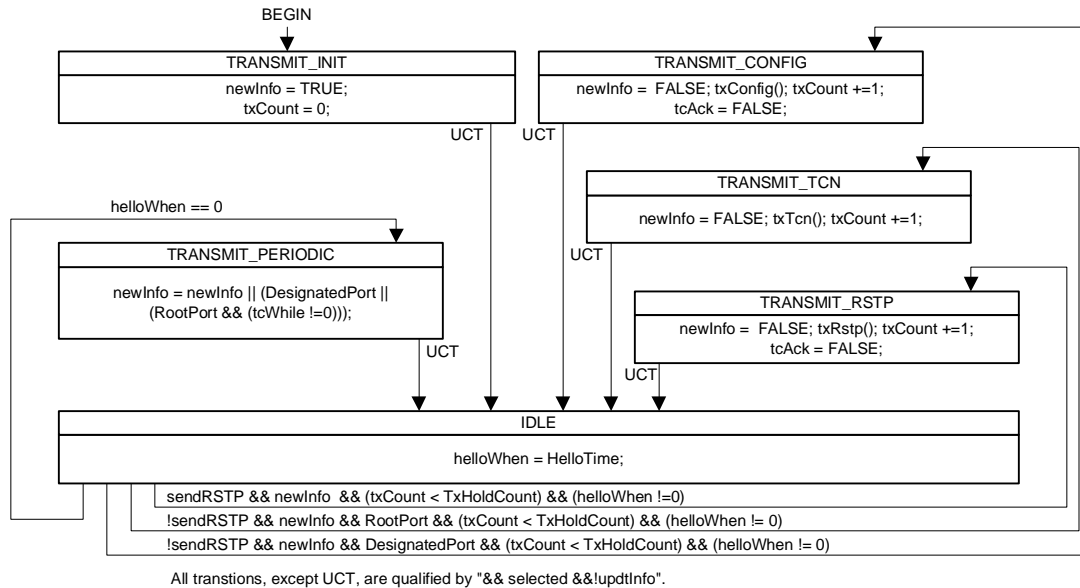 BEGIN
TRANSMIT_INIT
newInfo = TRUE;
txCount = 0;
UCT
TRANSMIT_CONFIG
newInfo = FALSE; txConfig(); txCount +=1;
tcAck = FALSE;
UCT
TRANSMIT_TCN
newInfo = FALSE; txTcn(); txCount +=1;
UCT
helloWhen == 0
TRANSMIT_PERIODIC
newInfo = newInfo || (DesignatedPort ||
(RootPort && (tcWhile !=0)));
UCT
TRANSMIT_RSTP
newInfo = FALSE; txRstp(); txCount +=1;
tcAck = FALSE;
UCT
IDLE
helloWhen = HelloTime;
sendRSTP && newInfo && (txCount < TxHoldCount) && (helloWhen !=0)
!sendRSTP && newInfo && RootPort && (txCount < TxHoldCount) && (helloWhen != 0)
!sendRSTP && newInfo && DesignatedPort && (txCount < TxHoldCount) && (helloWhen != 0)
All transtions, except UCT, are qualified by "&& selected &&!updtInfo".